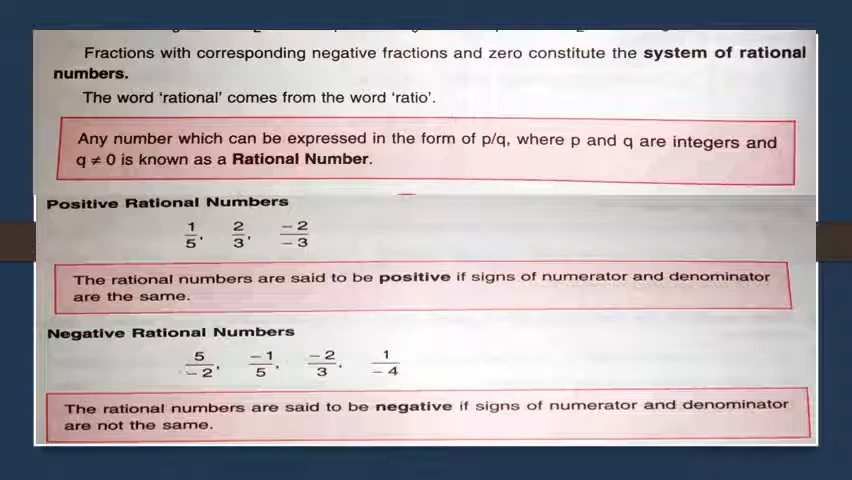 Fractions with corresponding negative fractions and zero constitute the system of rational
numbers.
The word 'rational' comes from the word 'ratio'.
Any number which can be expressed in the form of p/q, where p and q are integers and
q ≠ 0 is known as a Rational Number.
Positive Rational Numbers
1/5, 2/3, -2/-3
The rational numbers are said to be positive if signs of numerator and denominator
are the same.
Negative Rational Numbers
5/-2, -1/5, -2/3, 1/-4
The rational numbers are said to be negative if signs of numerator and denominator
are not the same.